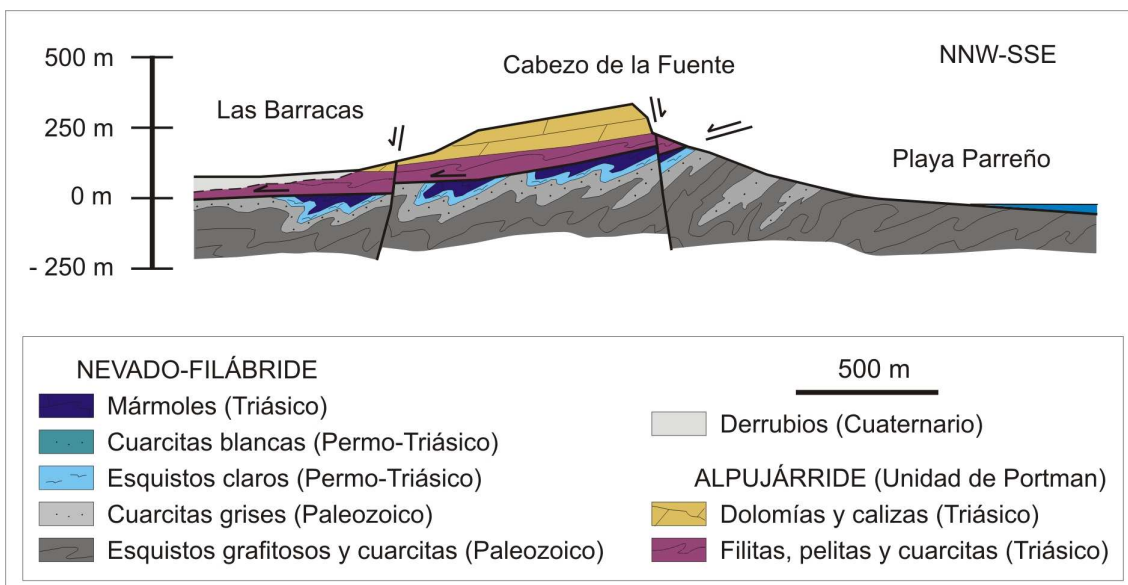 500 m
NNW-SSE
Cabezo de la Fuente
Las Barracas
250 m
Playa Parreño
0 m
- 250 m
NEVADO-FILÁBRIDE
Mármoles (Triásico)
Cuarcitas blancas (Permo-Triásico)
Esquistos claros (Permo-Triásico)
Cuarcitas grises (Paleozoico)
Esquistos grafitosos y cuarcitas (Paleozoico)
500 m
Derrubios (Cuaternario)
ALPUJÁRRIDE (Unidad de Portman)
Dolomías y calizas (Triásico)
Filitas, pelitas y cuarcitas (Triásico)